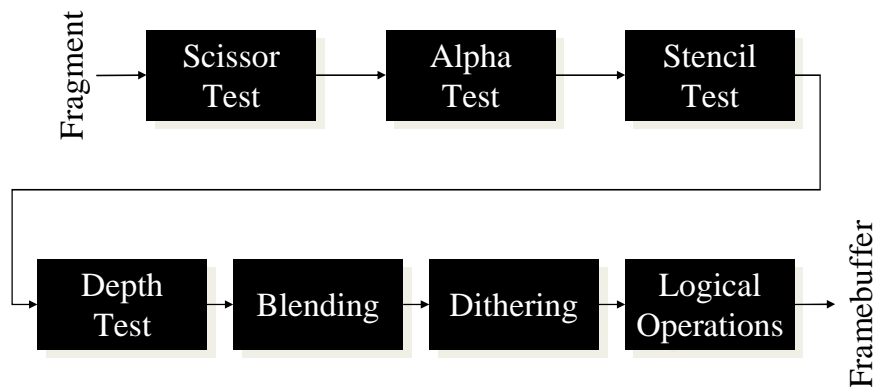 Fragment
Scissor
Test
Alpha
Test
Stencil
Test
Depth
Test
Blending
Dithering
Logical
Operations
Framebuffer